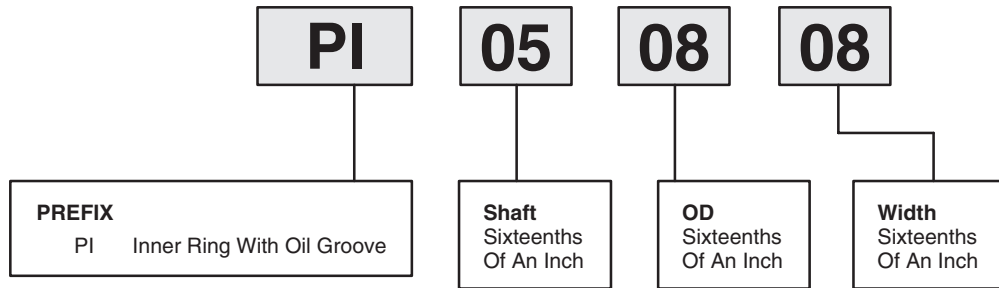 PI 05 08 08
PREFIX
PI Inner Ring With Oil Groove
Shaft
Sixteenths
Of An Inch
OD
Sixteenths
Of An Inch
Width
Sixteenths
Of An Inch